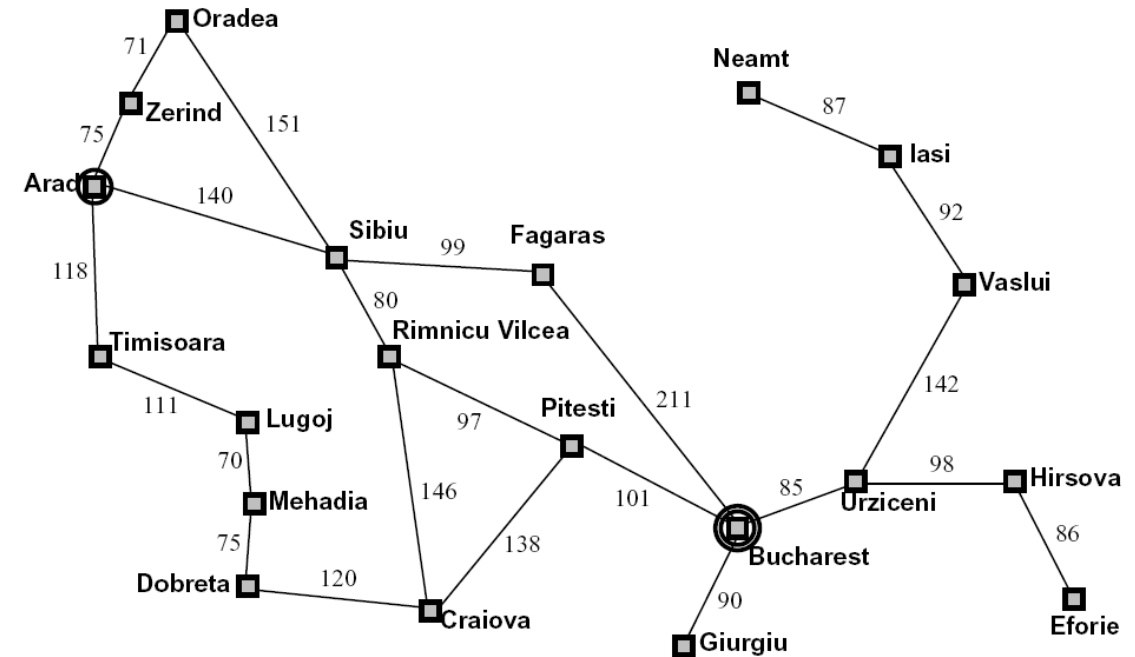 Oradea
71
Neamt
Zerind
87
151
75
Iasi
Arad
140
92
Sibiu
Fagaras
99
118
Vaslui
80
Rimnicu Vilcea
Timisoara
142
111
211
Pitesti
Lugoj
97
70
98
Hirsova
146
101
85
Urziceni
Mehadia
86
75
138
Bucharest
Dobreta
120
90
Craiova
Eforie
Giurgiu